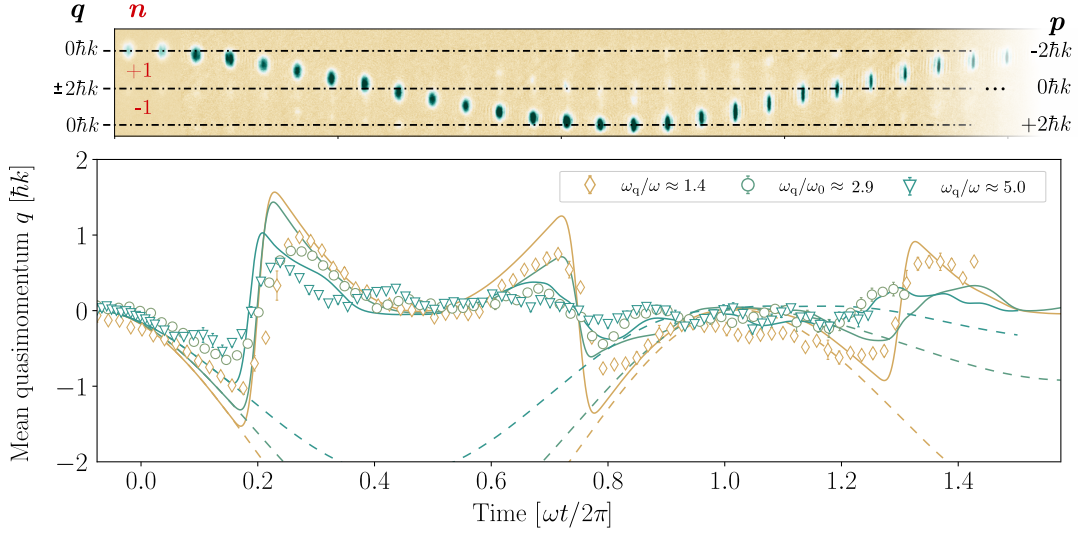 q n p
0ħk -2ħk
+1
±2ħk ... 0ħk
-1
0ħk +2ħk
Mean quasimomentum q [ħk]
2
1
0
−1
−2
ω_q/ω ≈ 1.4 ω_q/ω_0 ≈ 2.9 ω_q/ω ≈ 5.0
0.0 0.2 0.4 0.6 0.8 1.0 1.2 1.4
Time [ωt/2π]